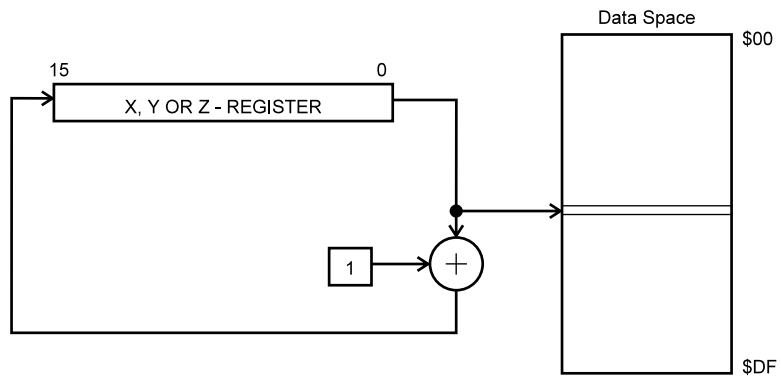 Data Space
$00
15 0
X, Y OR Z - REGISTER
1
+
$DF